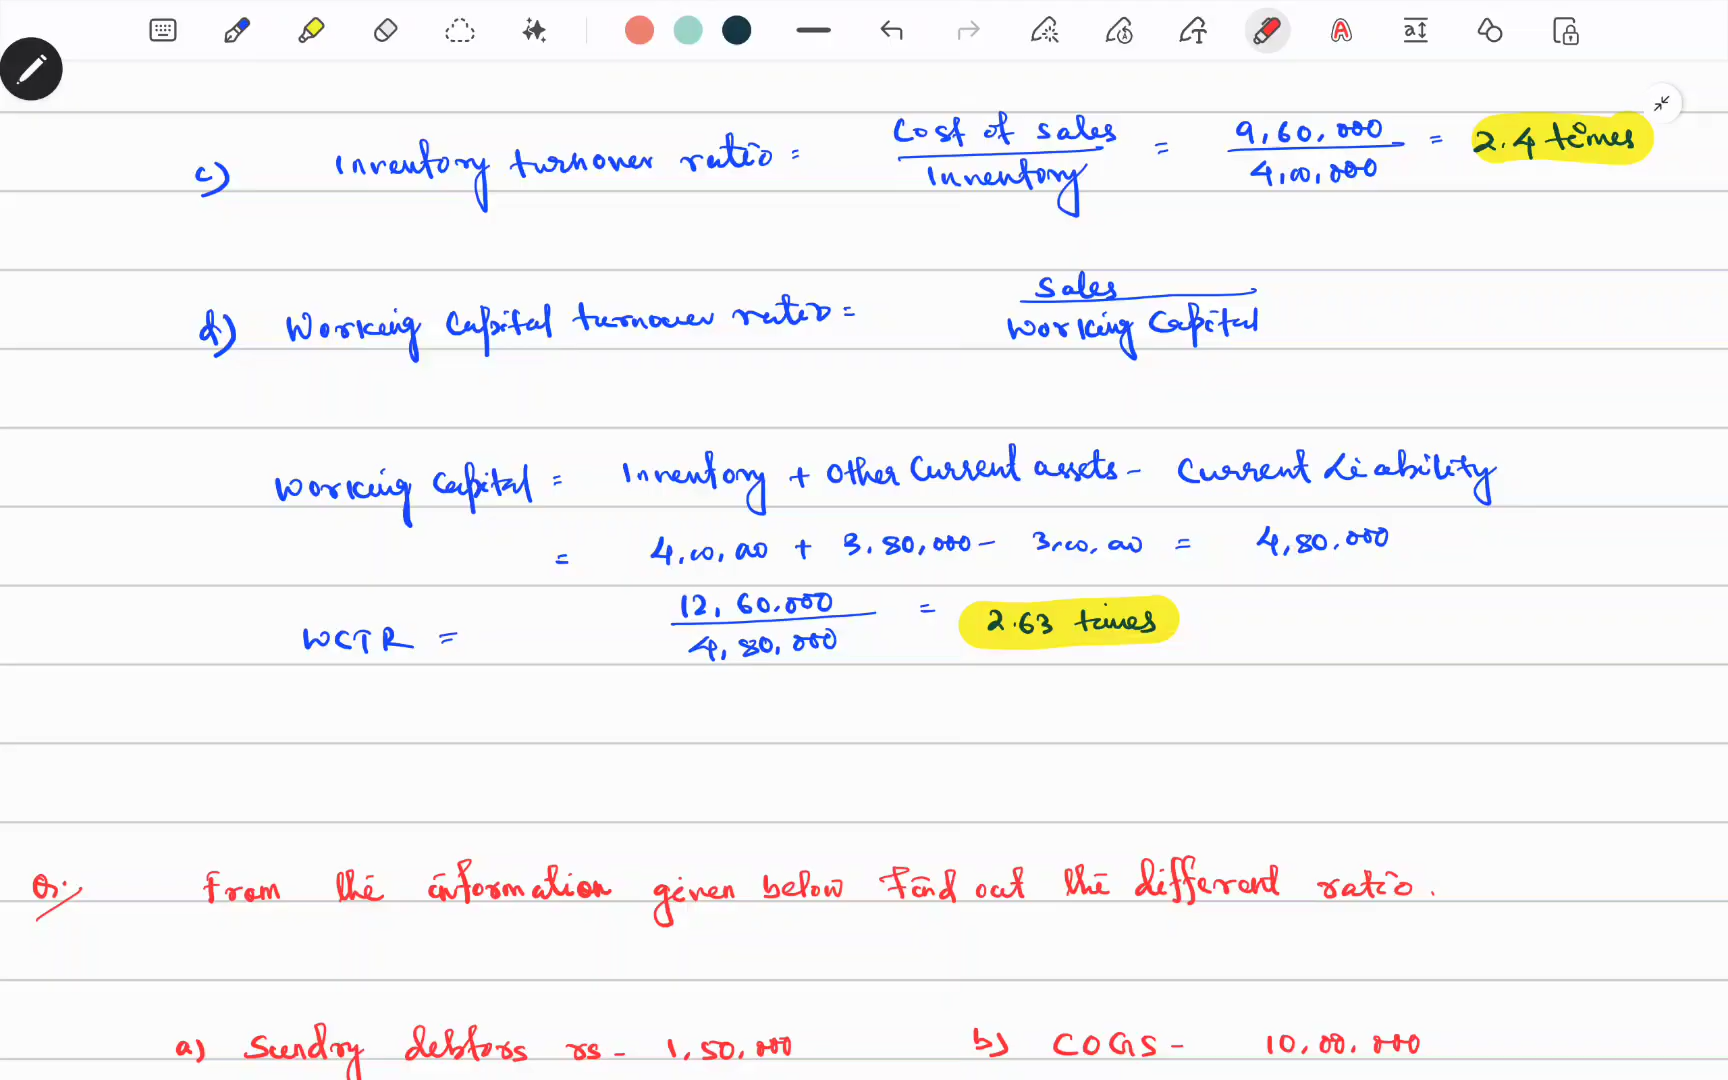 c) Inventory turnover ratio = Cost of sales / Inventory = 9,60,000 / 4,00,000 = 2.4 times
d) Working Capital turnover ratio = Sales / Working Capital
Working Capital = Inventory + Other Current assets - Current Liability
= 4,00,000 + 3,80,000 - 3,00,000 = 4,80,000
WCTR = 12,60,000 / 4,80,000 = 2.63 times
Qs. From the information given below Find out the different ratio.
a) Sundry debtors rs - 1,50,000 b) COGS - 10,00,000